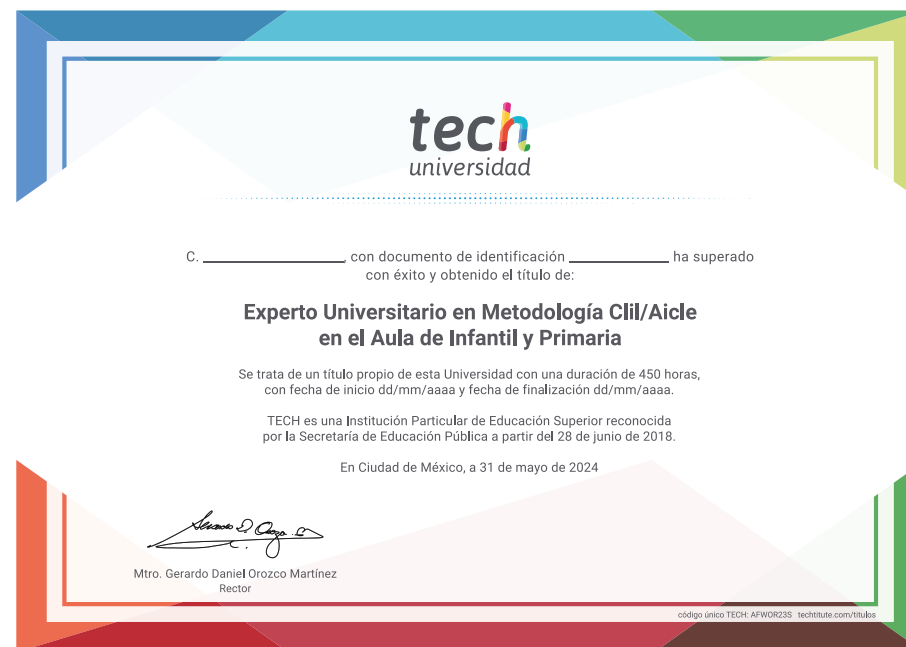 tech
universidad
C. ____________________, con documento de identificación ______________ ha superado
con éxito y obtenido el título de:
Experto Universitario en Metodología Clil/Aicle
en el Aula de Infantil y Primaria
Se trata de un título propio de esta Universidad con una duración de 450 horas,
con fecha de inicio dd/mm/aaaa y fecha de finalización dd/mm/aaaa.
TECH es una Institución Particular de Educación Superior reconocida
por la Secretaría de Educación Pública a partir del 28 de junio de 2018.
En Ciudad de México, a 31 de mayo de 2024
Mtro. Gerardo Daniel Orozco Martínez
Rector
código único TECH: AFWOR23S techtitute.com/titulos